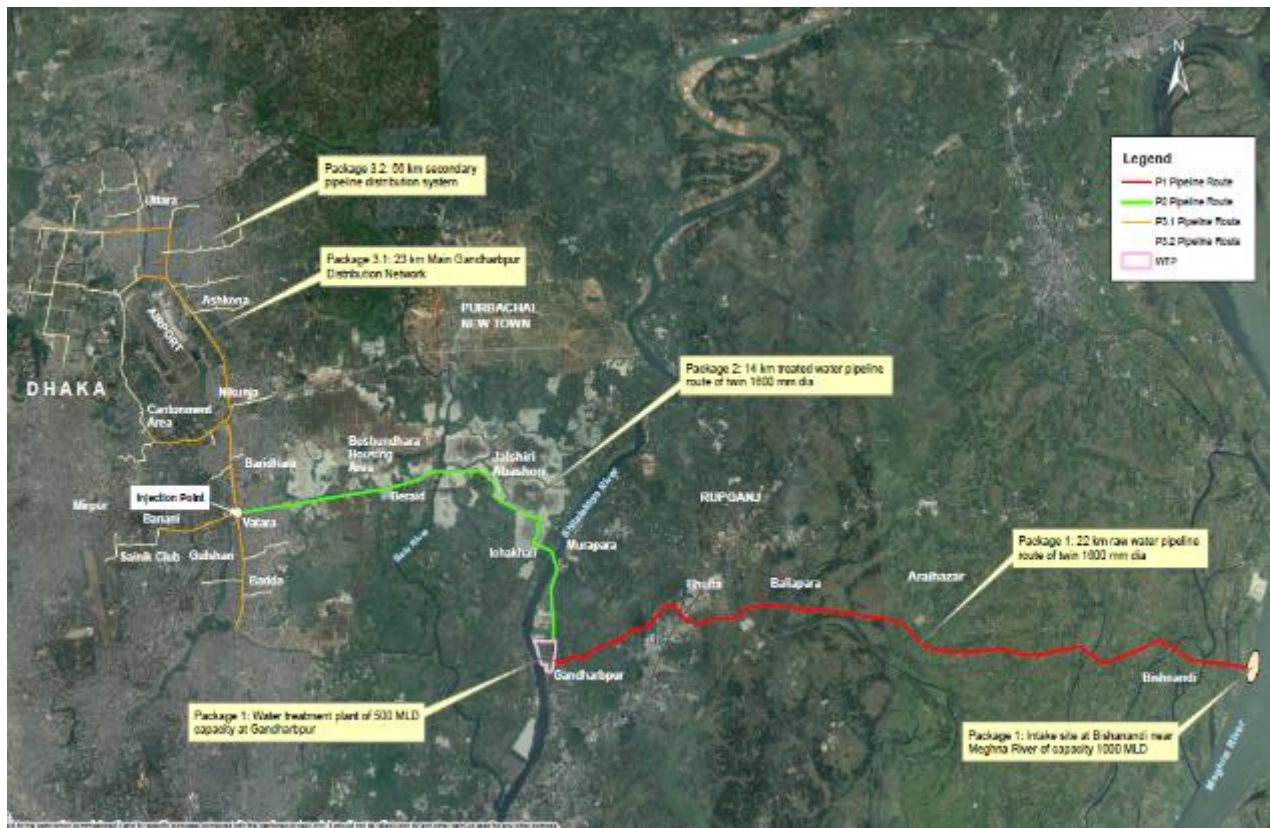 N
Legend
P1 Pipeline Route
P2 Pipeline Route
P3.1 Pipeline Route
P3.2 Pipeline Route
WTP
Package 3.2: 56 km secondary
pipeline distribution system
Uttara
Package 3.1: 23 km Main Gandharbpur
Distribution Network
Ashkona
AIRPORT
PURBACHAL
NEW TOWN
Package 2: 14 km treated water pipeline
route of twin 1600 mm dia
DHAKA
Nikunja
Cantonment
Area
Baridhara
Boshundhara
Housing
Area
Jalshiri
Abashon
Beraid
Injection Point
Mirpur
Banani
Vatara
RUPGANJ
Sainik Club
Gulshan
Badda
Murapara
Package 1: 22 km raw water pipeline
route of twin 1600 mm dia
Bhulta
Ballapara
Araihazar
Gandharbpur
Bishnandi
Package 1: Water treatment plant of 500 MLD
capacity at Gandharbpur
Package 1: Intake site at Bishanandi near
Meghna River of capacity 1000 MLD
Meghna River